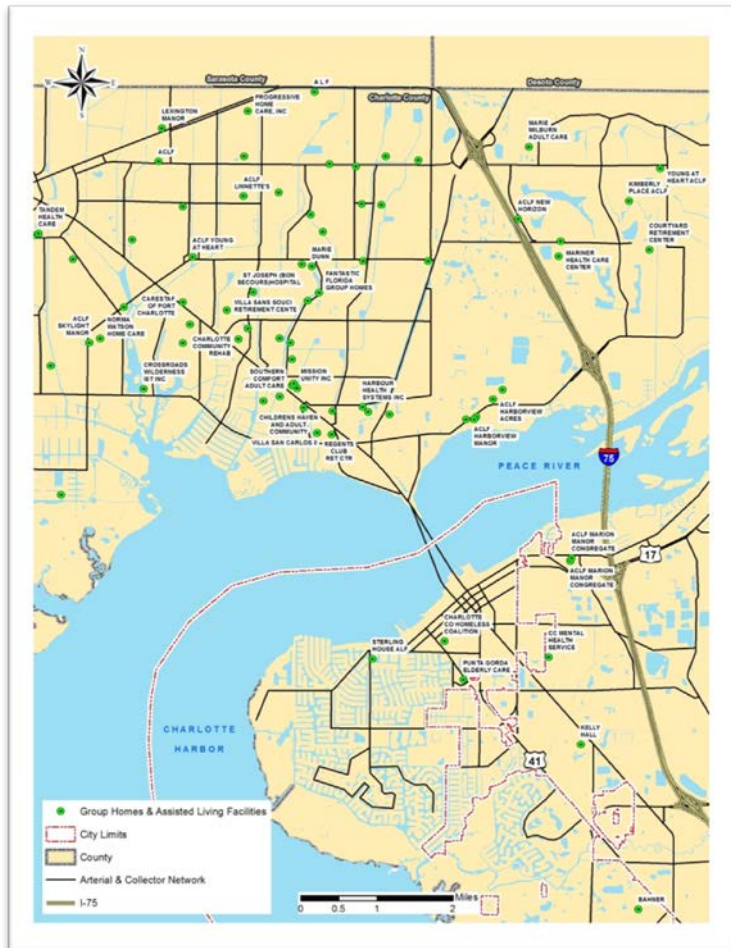 N
W
E
S
Sarasota County
A L F
Desoto County
Charlotte County
PROGRESSIVE
HOME
CARE, INC
LEXINGTON
MANOR
MARIE
MILBURN
ADULT CARE
ACLF
ACLF
LINNETTE'S
YOUNG AT
HEART ACLF
KIMBERLY
PLACE ACLF
TANDEM
HEALTH
CARE
ACLF NEW
HORIZON
COURTYARD
RETIREMENT
CENTER
ACLF YOUNG
AT HEART
MARIE
DUNN
MARINER
HEALTH CARE
CENTER
ST JOSEPH (BON
SECOURS)HOSPITAL
FANTASTIC
FLORIDA
GROUP HOMES
CARESTAF
OF PORT
CHARLOTTE
VILLA SANS SOUCI
RETIREMENT CENTE
ACLF
SKYLIGHT
MANOR
NORMA
WATSON
HOME CARE
CHARLOTTE
COMMUNITY
REHAB
CROSSROADS
WILDERNESS
IST INC
SOUTHERN
COMFORT
ADULT CARE
MISSION
UNITY INC
HARBOUR
HEALTH
SYSTEMS INC
ACLF
HARBORVIEW
ACRES
CHILDRENS HAVEN
AND ADULT
COMMUNITY
ACLF
HARBORVIEW
MANOR
VILLA SAN CARLOS II
REGENTS
CLUB
RET CTR
PEACE RIVER
75
ACLF MARION
MANOR
CONGREGATE
17
ACLF MARION
MANOR
CONGREGATE
CHARLOTTE
CO HOMELESS
COALITION
STERLING
HOUSE ALF
CC MENTAL
HEALTH
SERVICE
PUNTA GORDA
ELDERLY CARE
CHARLOTTE
HARBOR
KELLY
HALL
41
Group Homes & Assisted Living Facilities
City Limits
County
Arterial & Collector Network
I-75
Miles
0 0.5 1 2
BAHNER